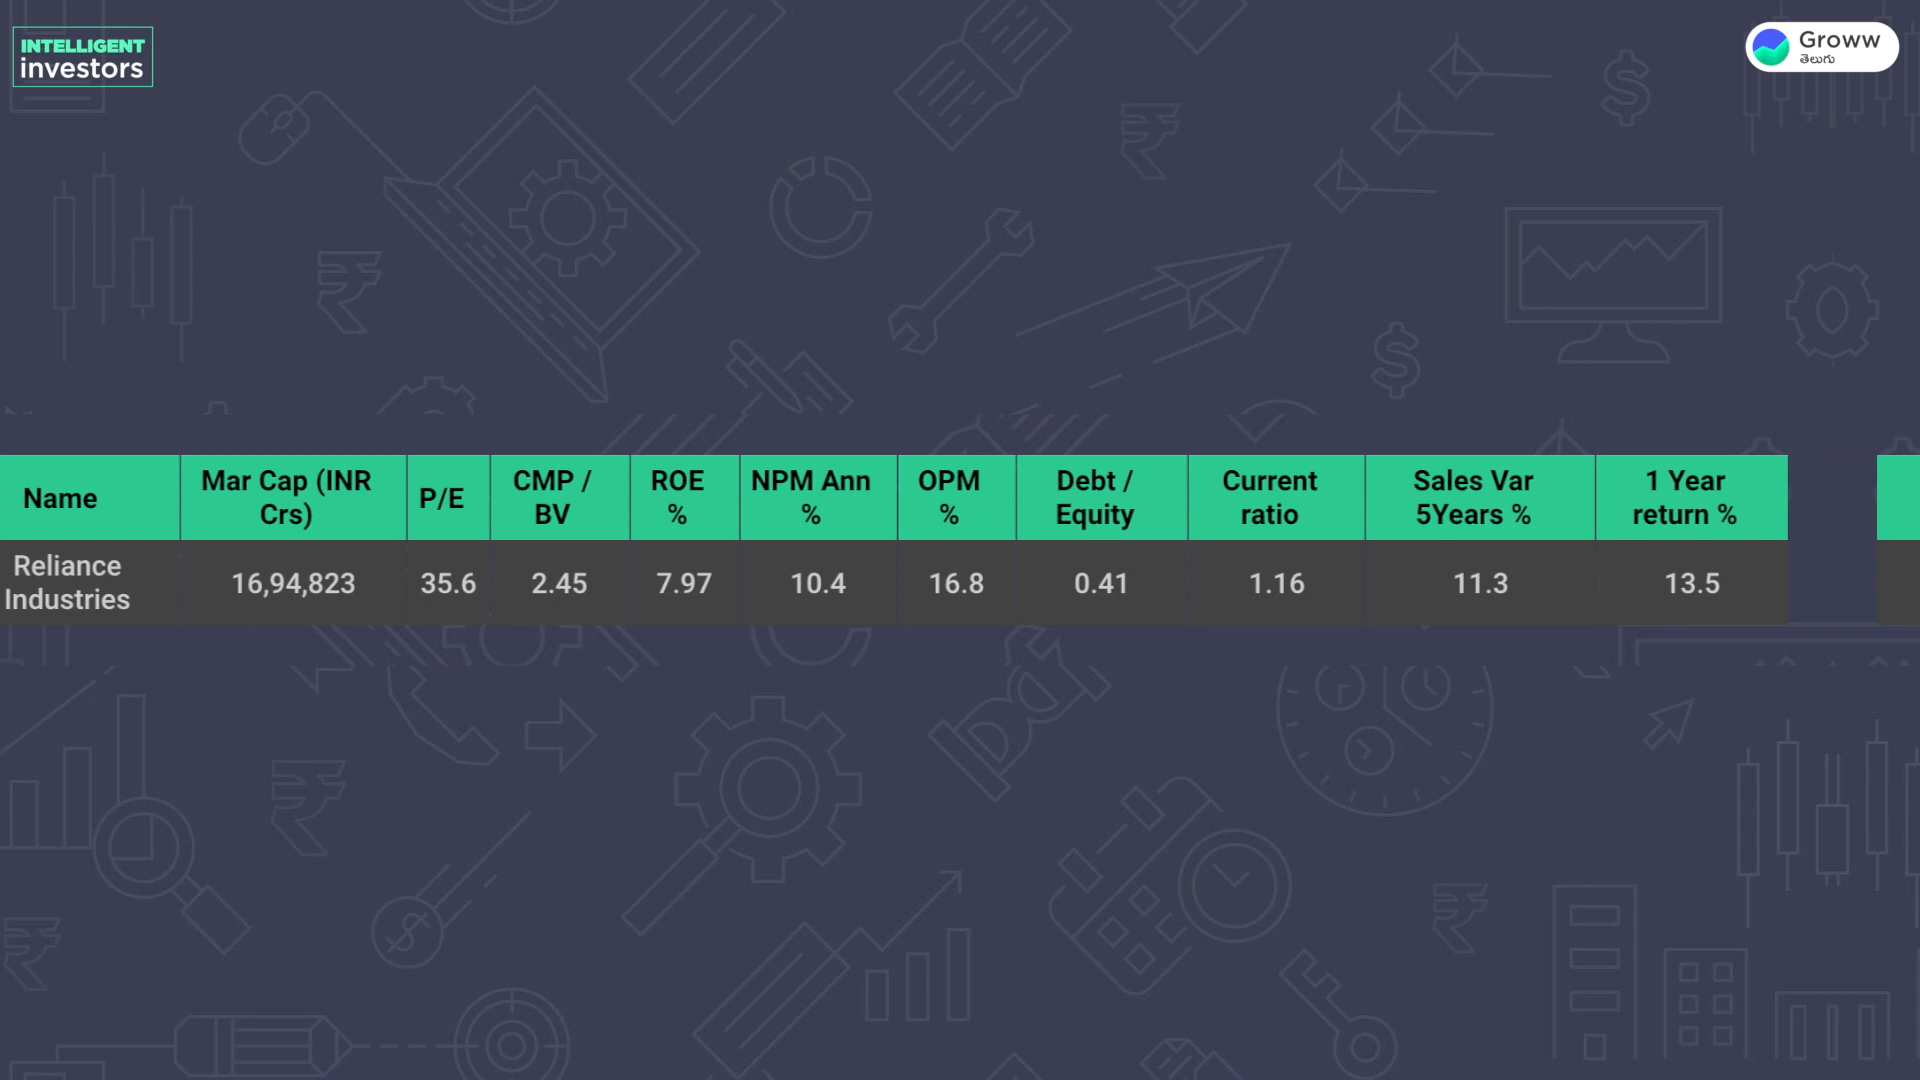 INTELLIGENT
investors
Groww
తెలుగు
Name
Mar Cap (INR
Crs)
P/E
CMP /
BV
ROE
%
NPM Ann
%
OPM
%
Debt /
Equity
Current
ratio
Sales Var
5Years %
1 Year
return %
Reliance
Industries
16,94,823
35.6
2.45
7.97
10.4
16.8
0.41
1.16
11.3
13.5